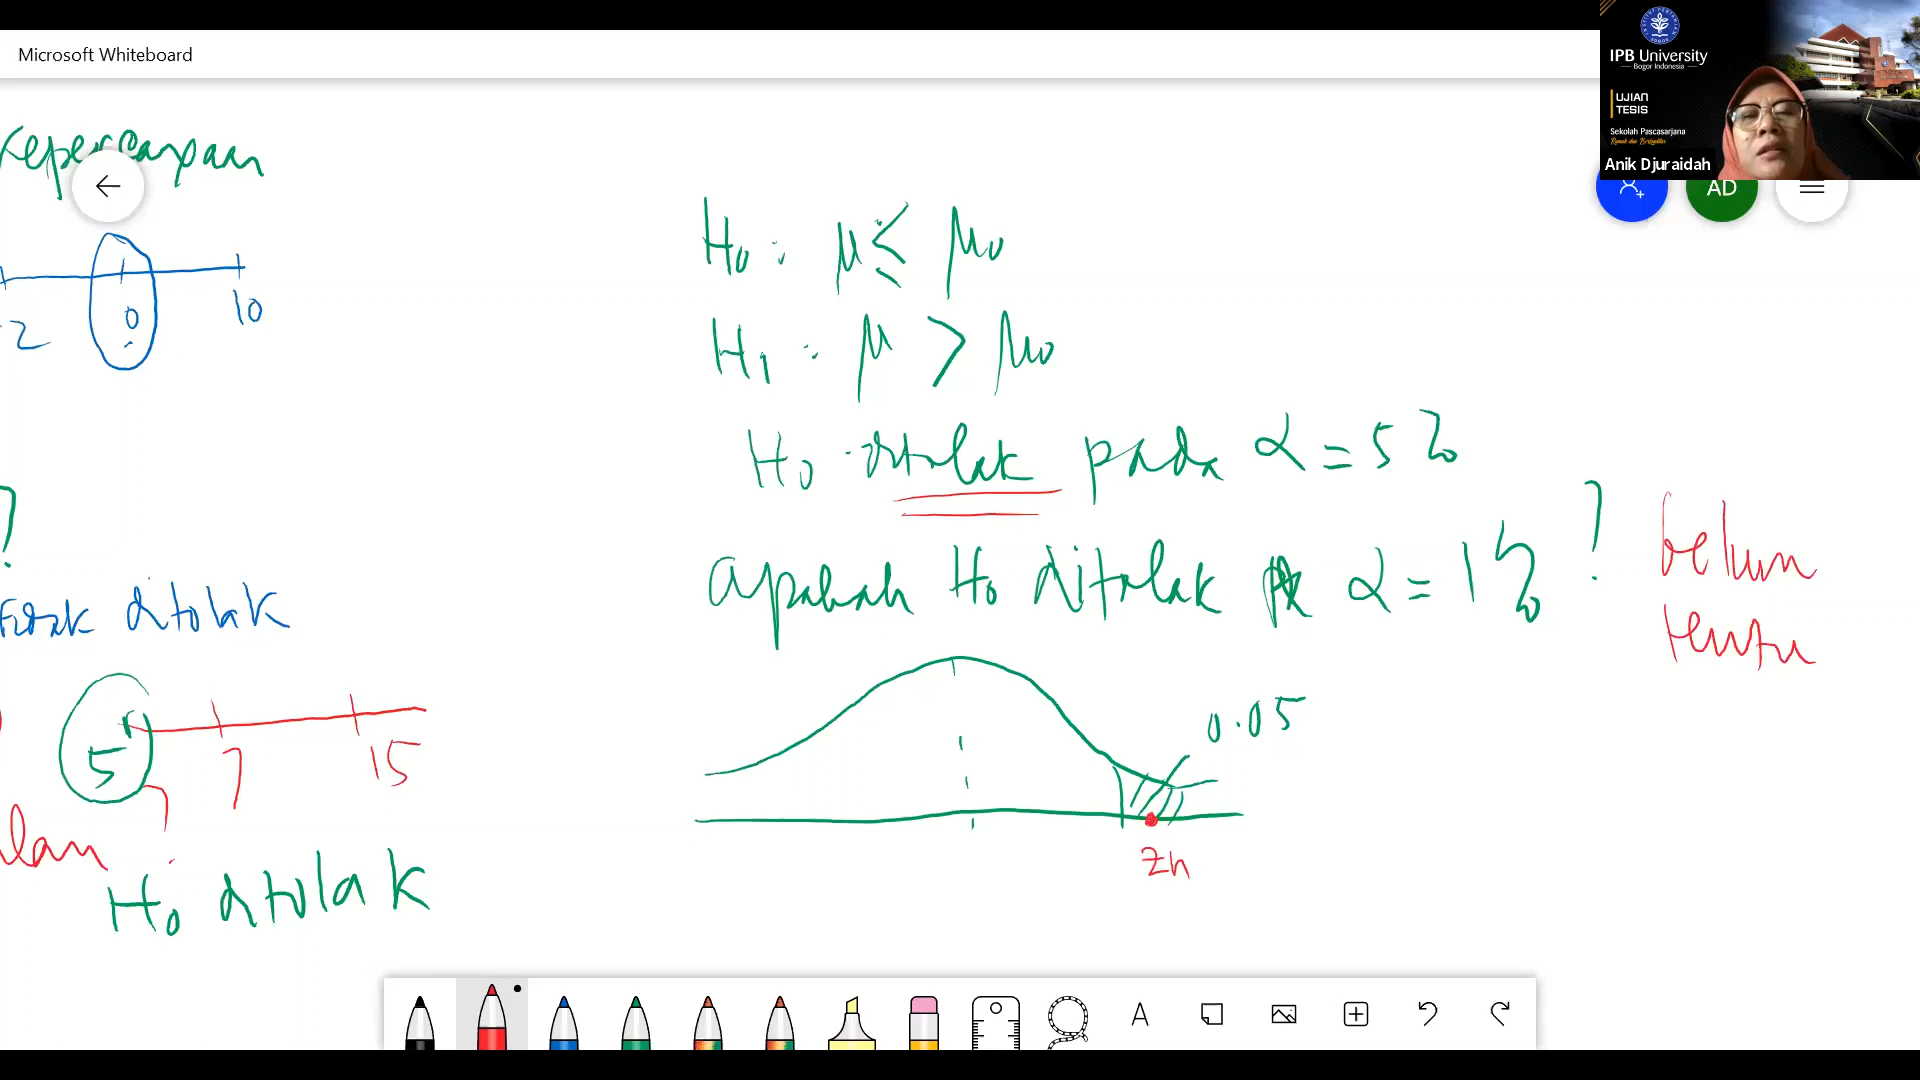 Microsoft Whiteboard
IPB University
Bogor Indonesia
UJIAN
TESIS
Sekolah Pascasarjana
Anik Djuraidah
AD
Kepercayaan
-2 0 10
H0 : μ ≤ μ0
H1 : μ > μ0
H0 ditolak pada α = 5%
apakah H0 ditolak α = 1% ?
belum
tentu
?
tidak ditolak
5 7 15
H0 ditolak
0.05
Zh
A